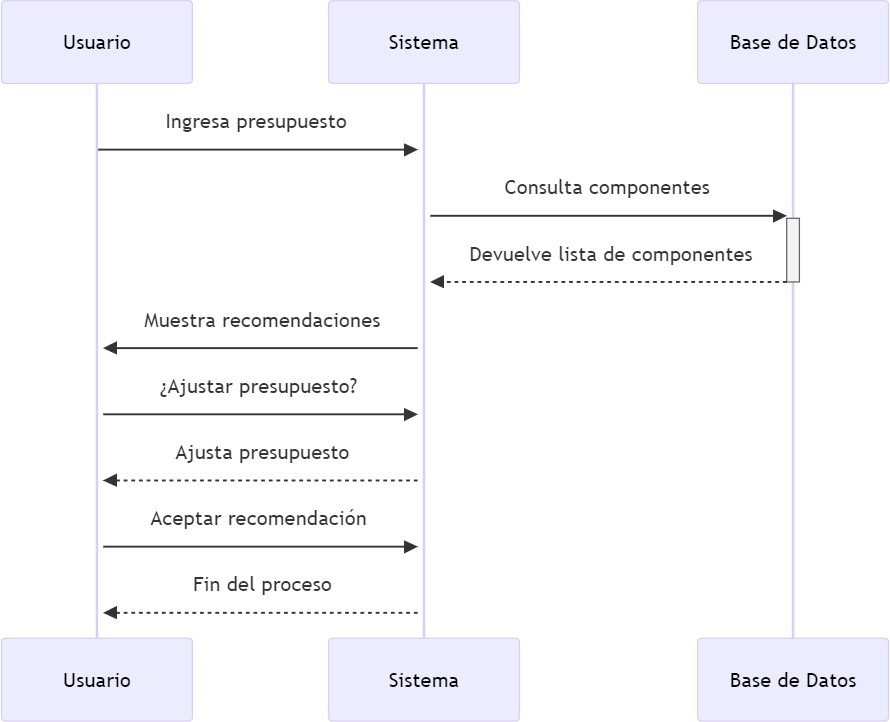 Usuario
Sistema
Base de Datos
Ingresa presupuesto
Consulta componentes
Devuelve lista de componentes
Muestra recomendaciones
¿Ajustar presupuesto?
Ajusta presupuesto
Aceptar recomendación
Fin del proceso
Usuario
Sistema
Base de Datos